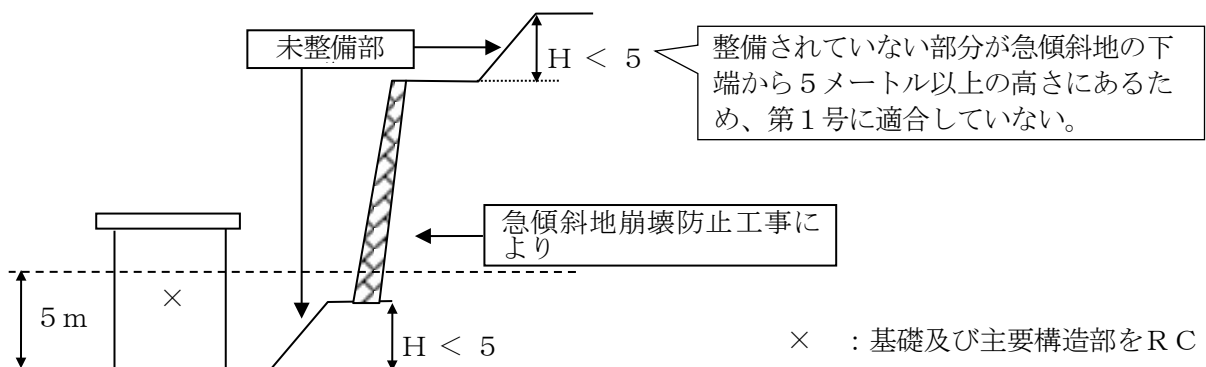 未整備部
H < 5
整備されていない部分が急傾斜地の下
端から5メートル以上の高さにあるた
め、第1号に適合していない。
急傾斜地崩壊防止工事に
より
×
5m
H < 5
× :基礎及び主要構造部をRC